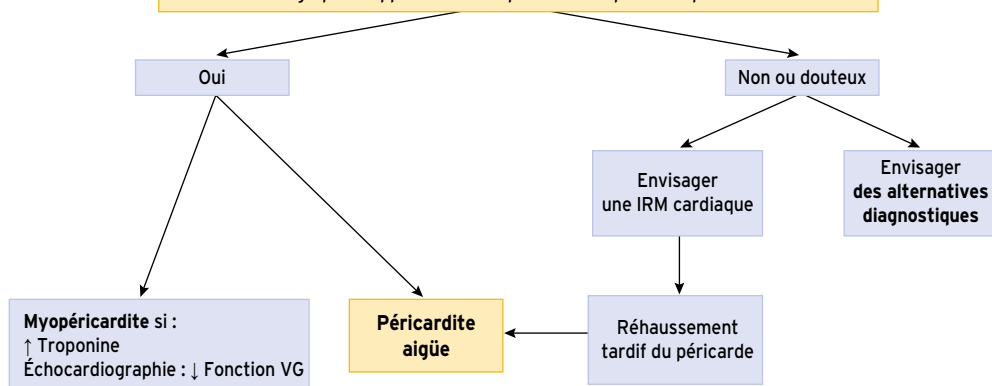 Oui
Non ou douteux
Envisager
une IRM cardiaque
Envisager
des alternatives
diagnostiques
Myopéricardite si :
↑ Troponine
Échocardiographie : ↓ Fonction VG
Péricardite
aigüe
Réhaussement
tardif du péricarde